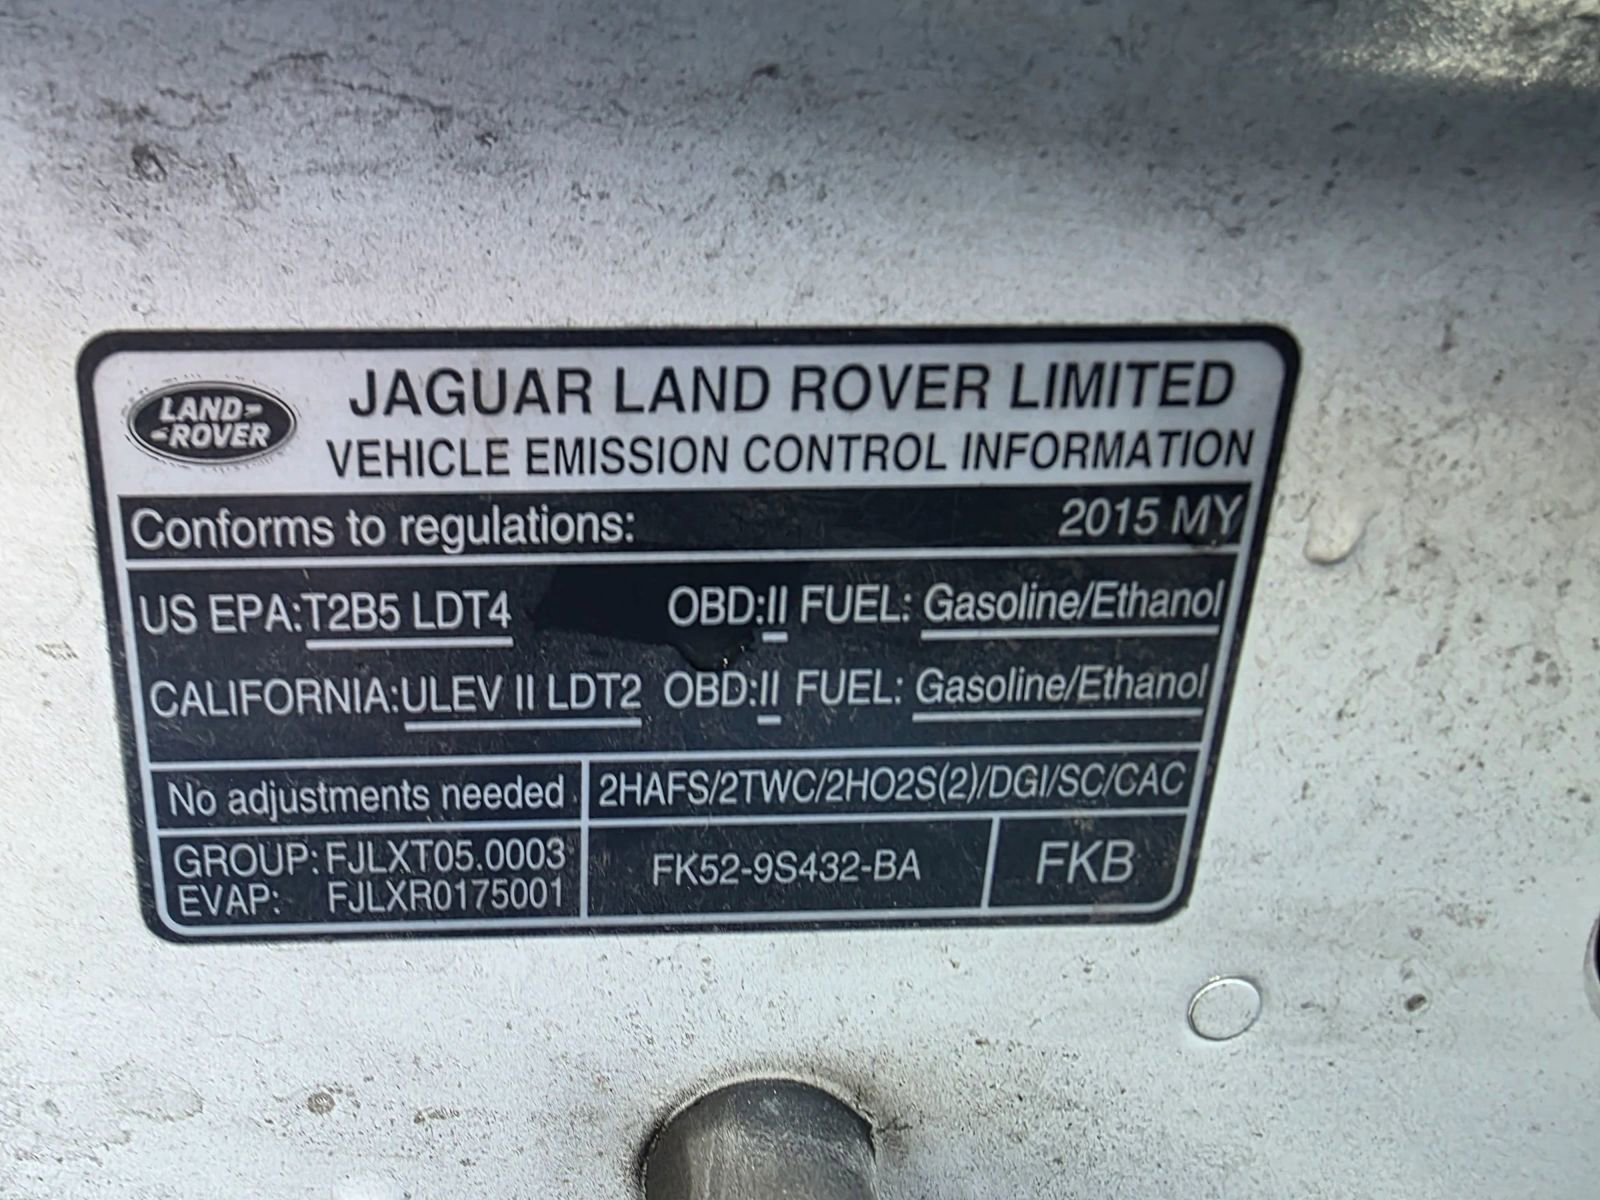 LAND-
-ROVER
JAGUAR LAND ROVER LIMITED
VEHICLE EMISSION CONTROL INFORMATION
Conforms to regulations: 2015 MY
US EPA:T2B5 LDT4 OBD:II FUEL: Gasoline/Ethanol
CALIFORNIA:ULEV II LDT2 OBD:II FUEL: Gasoline/Ethanol
No adjustments needed 2HAFS/2TWC/2HO2S(2)/DGI/SC/CAC
GROUP: FJLXT05.0003
EVAP: FJLXR0175001
FK52-9S432-BA
FKB